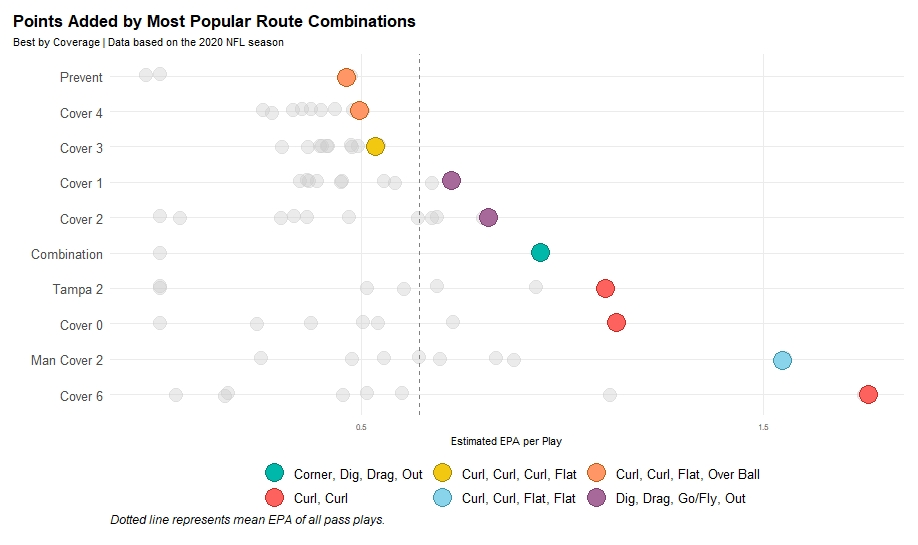 Points Added by Most Popular Route Combinations
Best by Coverage | Data based on the 2020 NFL season
Prevent
Cover 4
Cover 3
Cover 1
Cover 2
Combination
Tampa 2
Cover 0
Man Cover 2
Cover 6
0.5 1.5
Estimated EPA per Play
Corner, Dig, Drag, Out Curl, Curl, Curl, Flat Curl, Curl, Flat, Over Ball
Curl, Curl Curl, Curl, Flat, Flat Dig, Drag, Go/Fly, Out
Dotted line represents mean EPA of all pass plays.